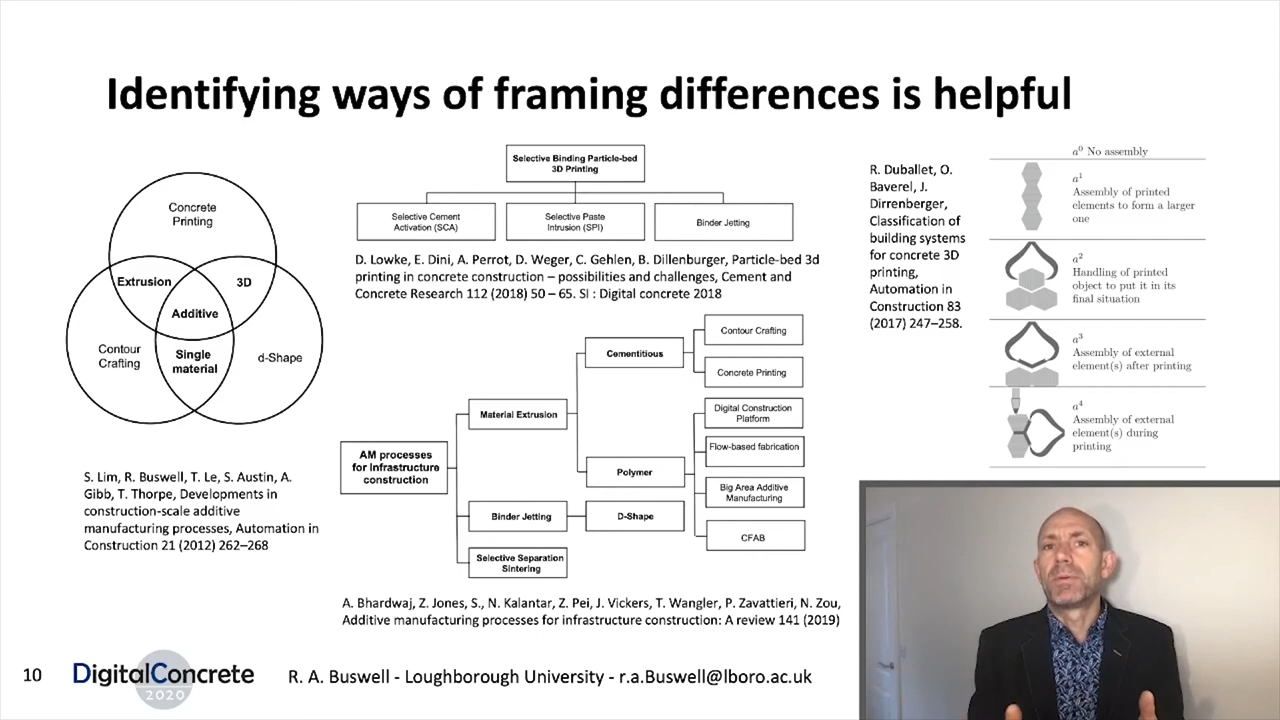 Identifying ways of framing differences is helpful
Concrete
Printing
Extrusion
3D
Additive
Contour
Crafting
Single
material
d-Shape
S. Lim, R. Buswell, T. Le, S. Austin, A.
Gibb, T. Thorpe, Developments in
construction-scale additive
manufacturing processes, Automation in
Construction 21 (2012) 262–268
Selective Binding Particle-bed
3D Printing
Selective Cement
Activation (SCA)
Selective Paste
Intrusion (SPI)
Binder Jetting
D. Lowke, E. Dini, A. Perrot, D. Weger, C. Gehlen, B. Dillenburger, Particle-bed 3d
printing in concrete construction – possibilities and challenges, Cement and
Concrete Research 112 (2018) 50 – 65. SI : Digital concrete 2018
AM processes
for infrastructure
construction
Material Extrusion
Binder Jetting
Selective Separation
Sintering
Cementitious
Polymer
D-Shape
Contour Crafting
Concrete Printing
Digital Construction
Platform
Flow-based fabrication
Big Area Additive
Manufacturing
CFAB
A. Bhardwaj, Z. Jones, S., N. Kalantar, Z. Pei, J. Vickers, T. Wangler, P. Zavattieri, N. Zou,
Additive manufacturing processes for infrastructure construction: A review 141 (2019)
R. Duballet, O.
Baverel, J.
Dirrenberger,
Classification of
building systems
for concrete 3D
printing,
Automation in
Construction 83
(2017) 247–258.
a⁰ No assembly
a¹
Assembly of printed
elements to form a larger
one
a²
Handling of printed
object to put it in its
final situation
a³
Assembly of external
element(s) after printing
a⁴
Assembly of external
element(s) during
printing
10
DigitalConcrete
2020
R. A. Buswell - Loughborough University - r.a.Buswell@lboro.ac.uk